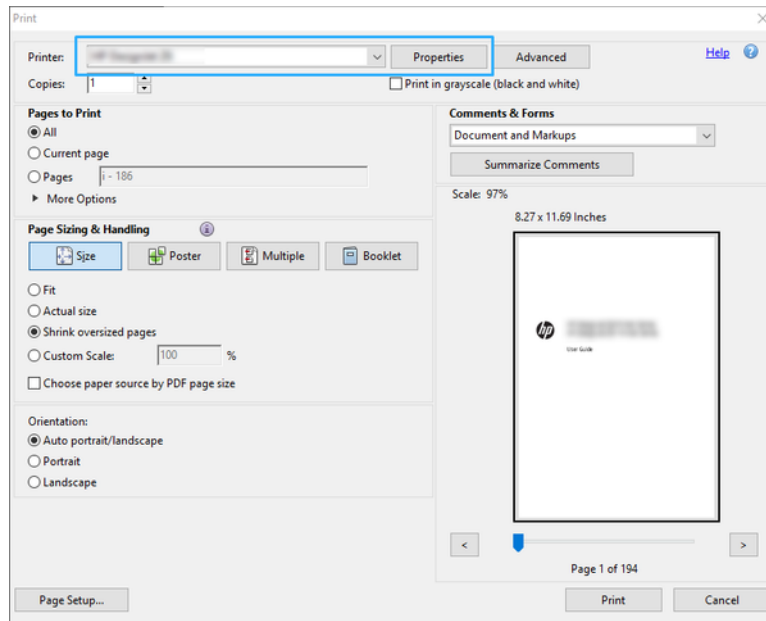 Print
Printer: Properties Advanced Help ?
Copies: 1 Print in grayscale (black and white)
Pages to Print
All
Current page
Pages i - 186
More Options
Page Sizing & Handling i
Size Poster Multiple Booklet
Fit
Actual size
Shrink oversized pages
Custom Scale: 100 %
Choose paper source by PDF page size
Orientation:
Auto portrait/landscape
Portrait
Landscape
Comments & Forms
Document and Markups
Summarize Comments
Scale: 97%
8.27 x 11.69 Inches
hp
User Guide
< >
Page 1 of 194
Page Setup... Print Cancel